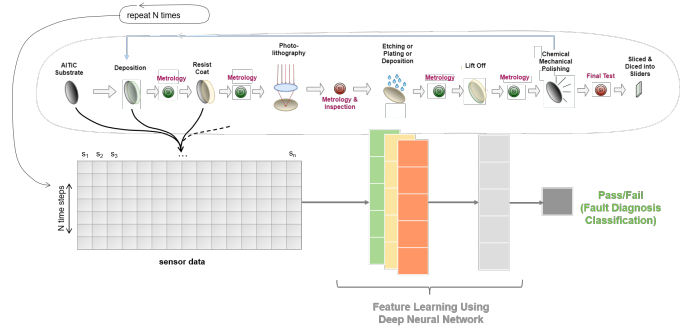 repeat N times
AlTiC
Substrate
Deposition
Metrology
Resist
Coat
Metrology
Photo-
lithography
Metrology &
Inspection
Etching or
Plating or
Deposition
Metrology
Lift Off
Metrology
Chemical
Mechanical
Polishing
Final Test
Sliced &
Diced into
Sliders
...
S1 S2 S3 Sn
N time steps
sensor data
Pass/Fail
(Fault Diagnosis
Classification)
Feature Learning Using
Deep Neural Network